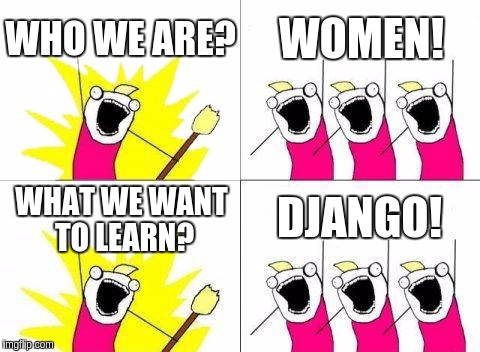 WHO WE ARE?
WOMEN!
WHAT WE WANT
TO LEARN?
DJANGO!
imgflip.com